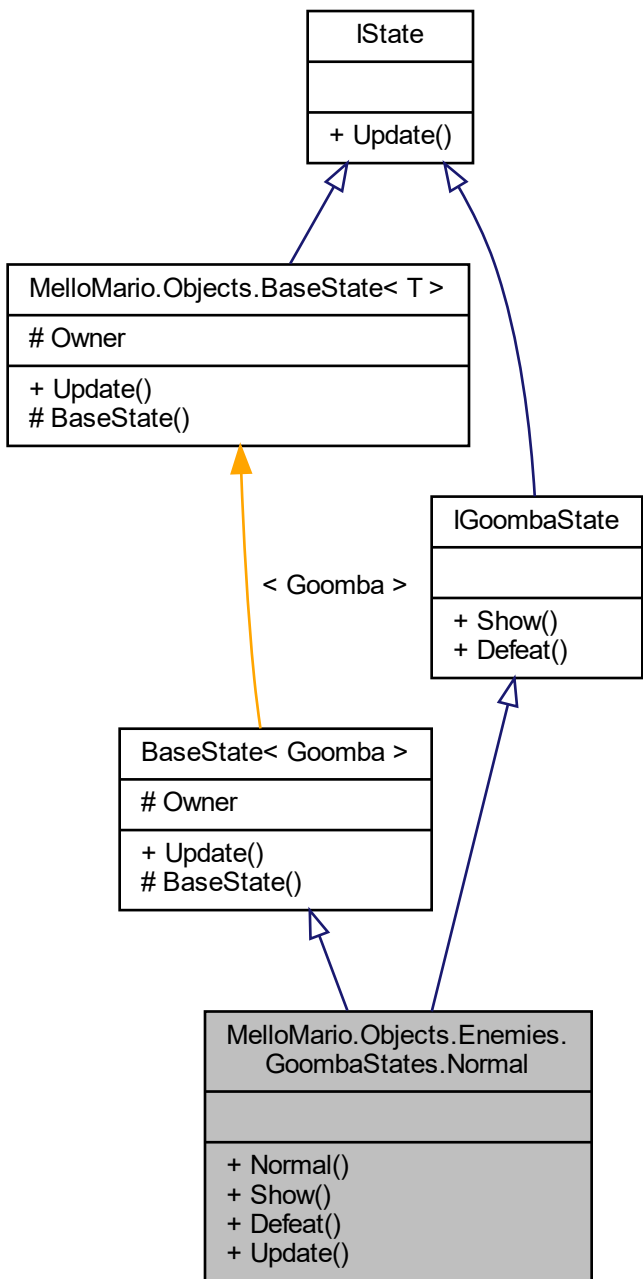 IState
+ Update()
MelloMario.Objects.BaseState< T >
# Owner
+ Update()
# BaseState()
IGoombaState
+ Show()
+ Defeat()
< Goomba >
BaseState< Goomba >
# Owner
+ Update()
# BaseState()
MelloMario.Objects.Enemies.
GoombaStates.Normal
+ Normal()
+ Show()
+ Defeat()
+ Update()